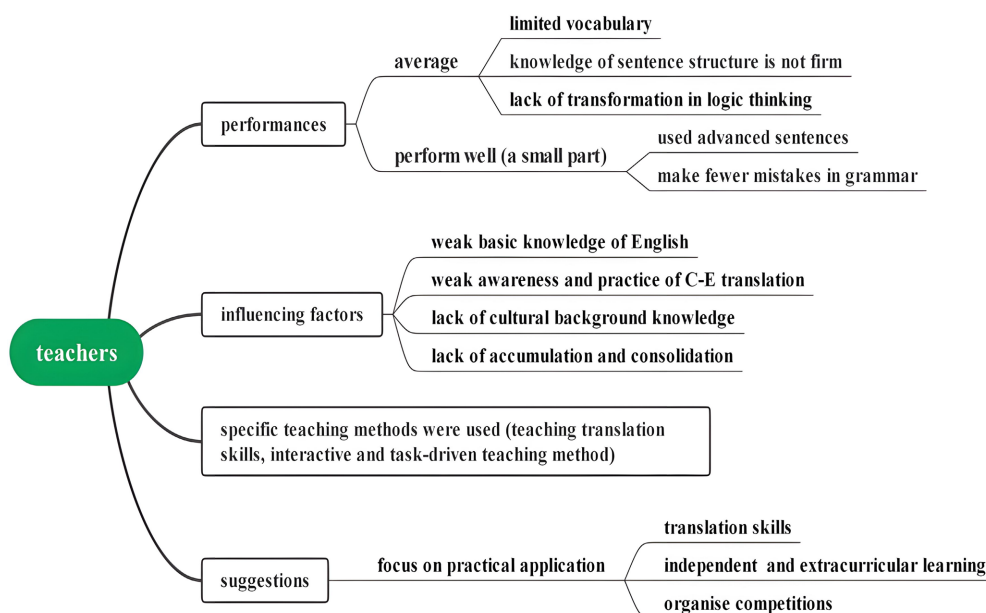 teachers
performances
average
limited vocabulary
knowledge of sentence structure is not firm
lack of transformation in logic thinking
perform well (a small part)
used advanced sentences
make fewer mistakes in grammar
influencing factors
weak basic knowledge of English
weak awareness and practice of C-E translation
lack of cultural background knowledge
lack of accumulation and consolidation
specific teaching methods were used (teaching translation
skills, interactive and task-driven teaching method)
suggestions
focus on practical application
translation skills
independent and extracurricular learning
organise competitions